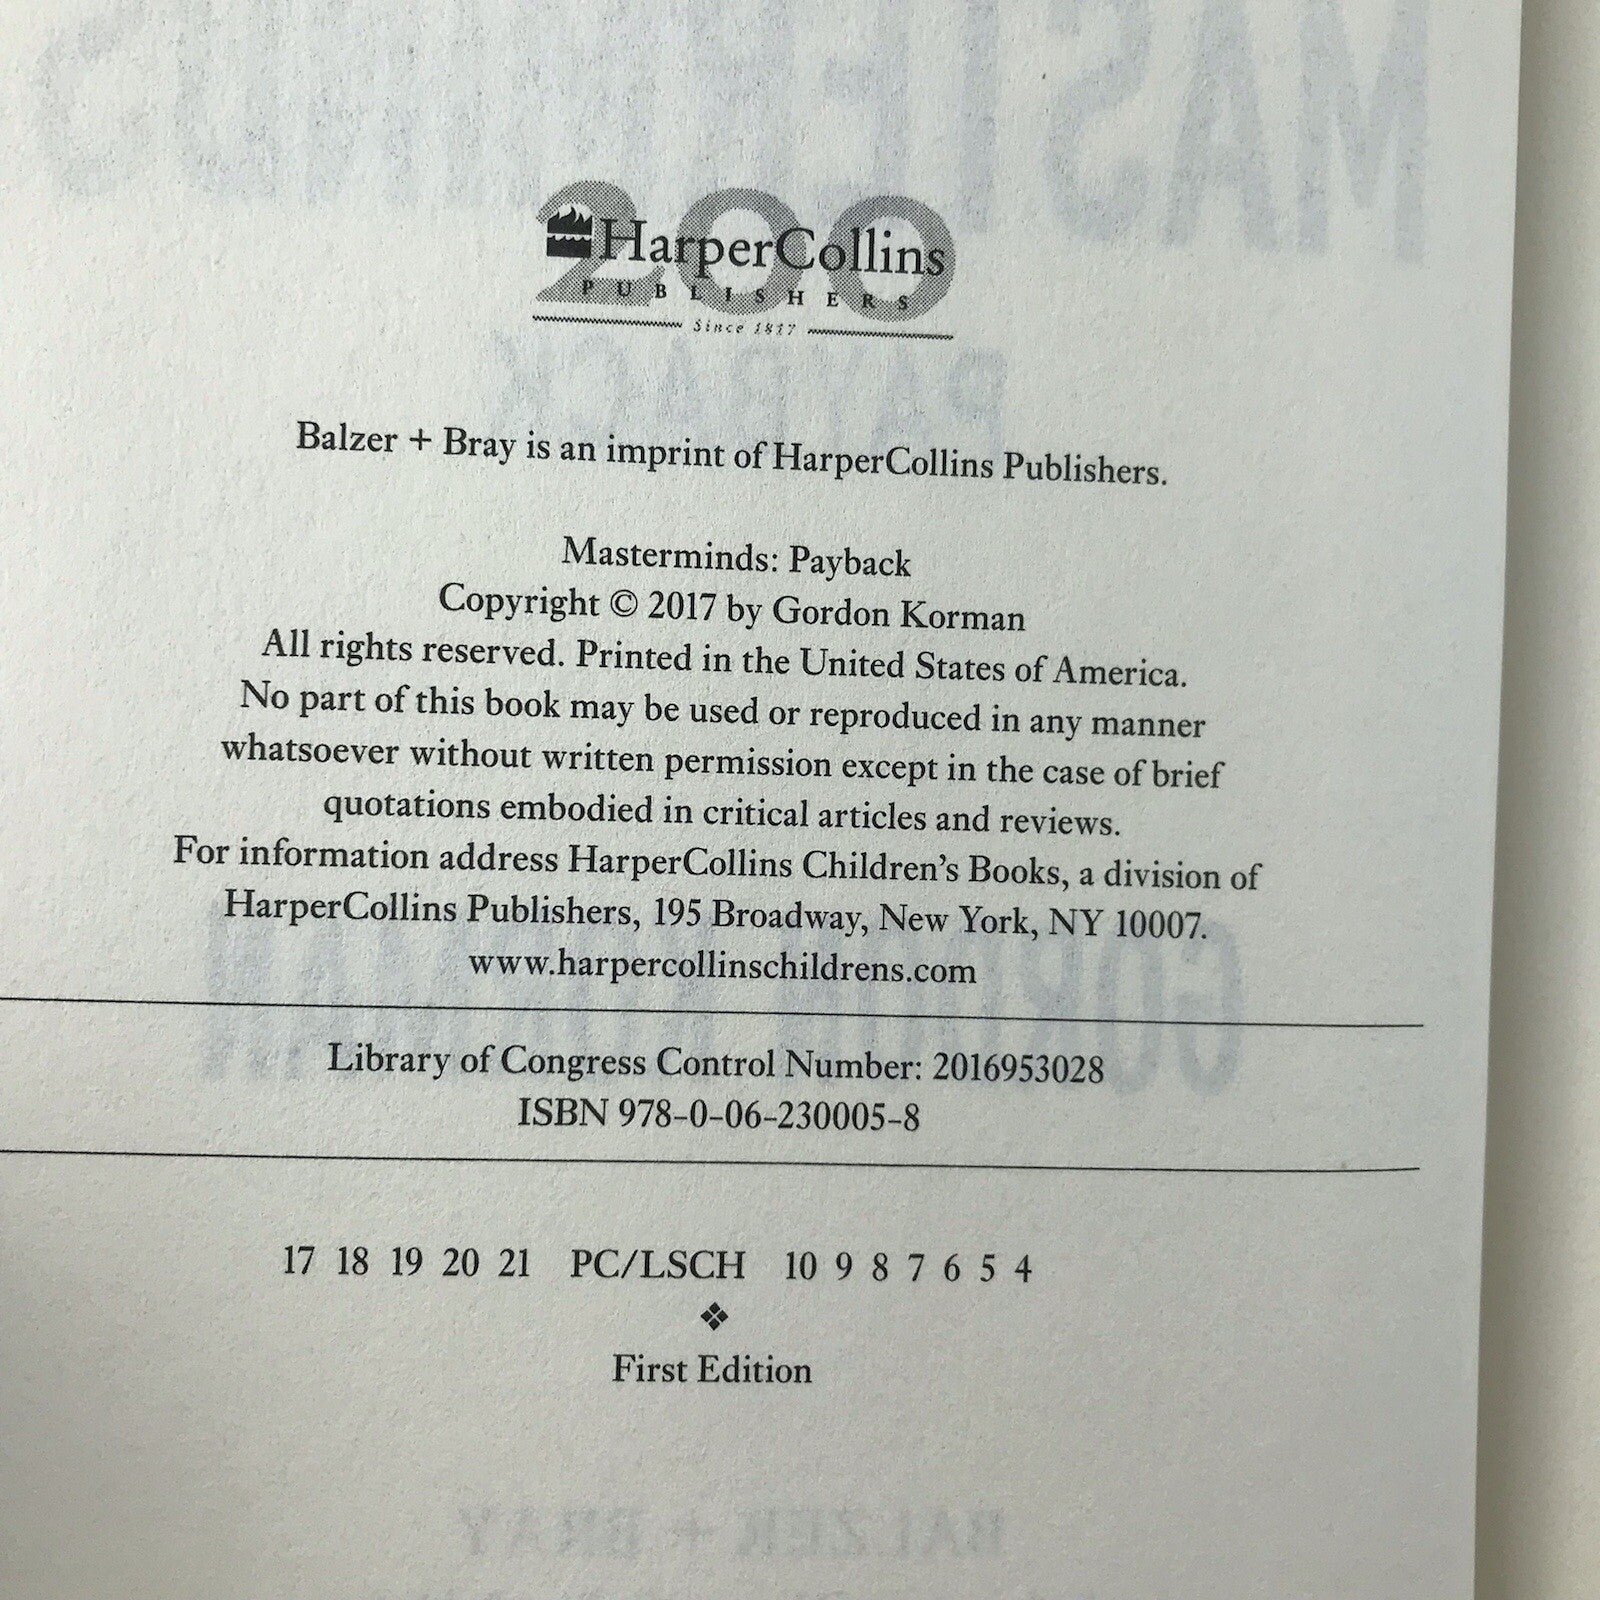 200
HarperCollins
PUBLISHERS
Since 1817
Balzer + Bray is an imprint of HarperCollins Publishers.
Masterminds: Payback
Copyright © 2017 by Gordon Korman
All rights reserved. Printed in the United States of America.
No part of this book may be used or reproduced in any manner
whatsoever without written permission except in the case of brief
quotations embodied in critical articles and reviews.
For information address HarperCollins Children’s Books, a division of
HarperCollins Publishers, 195 Broadway, New York, NY 10007.
www.harpercollinschildrens.com
Library of Congress Control Number: 2016953028
ISBN 978-0-06-230005-8
17 18 19 20 21 PC/LSCH 10 9 8 7 6 5 4
❖
First Edition